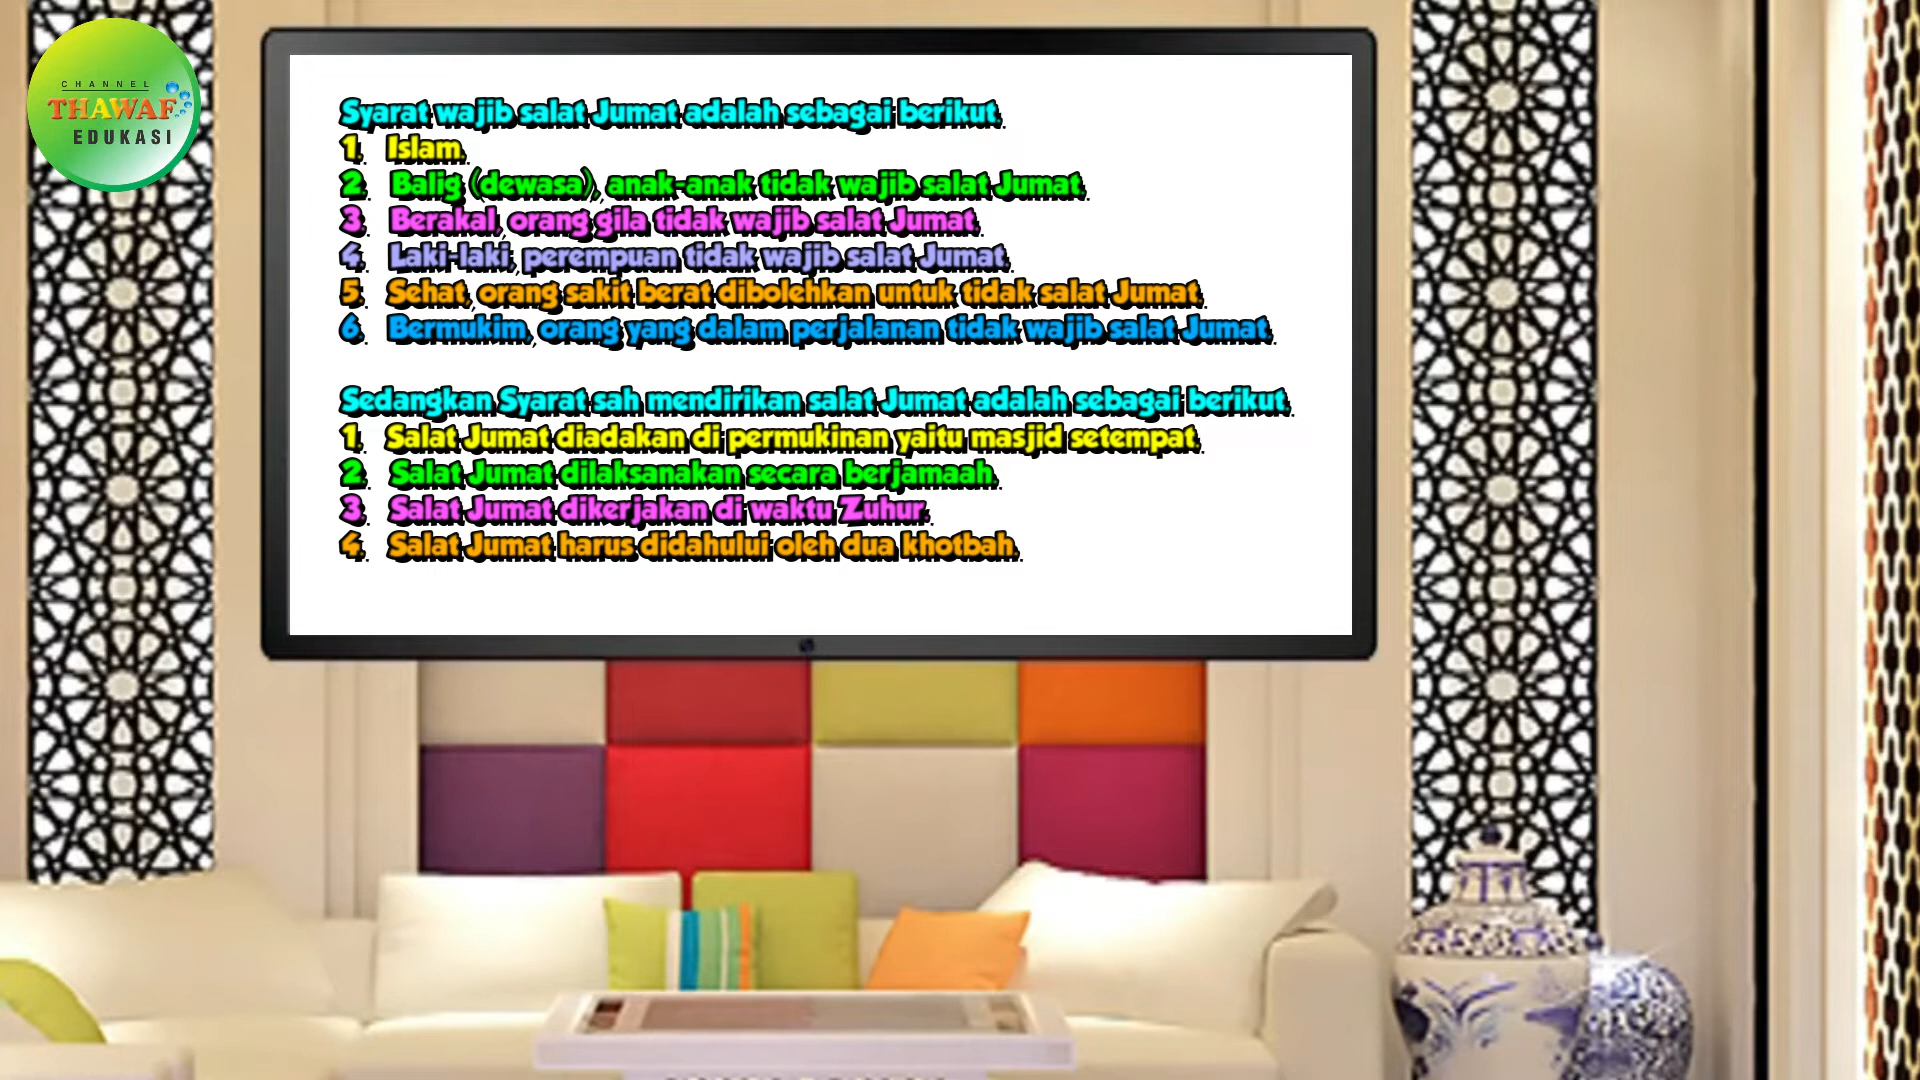 CHANNEL
THAWAF
EDUKASI
Syarat wajib salat Jumat adalah sebagai berikut.
1. Islam.
2. Balig (dewasa), anak-anak tidak wajib salat Jumat.
3. Berakal, orang gila tidak wajib salat Jumat.
4. Laki-laki, perempuan tidak wajib salat Jumat.
5. Sehat, orang sakit berat dibolehkan untuk tidak salat Jumat.
6. Bermukim, orang yang dalam perjalanan tidak wajib salat Jumat.
Sedangkan Syarat sah mendirikan salat Jumat adalah sebagai berikut.
1. Salat Jumat diadakan di permukinan yaitu masjid setempat.
2. Salat Jumat dilaksanakan secara berjamaah.
3. Salat Jumat dikerjakan di waktu Zuhur.
4. Salat Jumat harus didahului oleh dua khotbah.